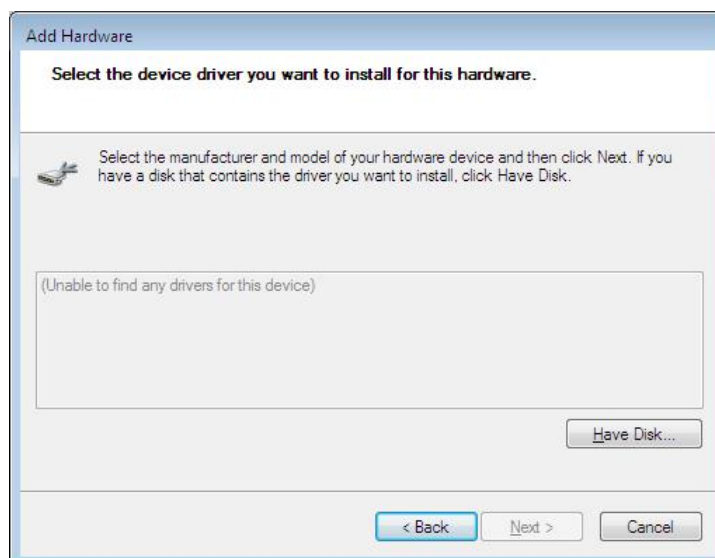 Add Hardware
Select the device driver you want to install for this hardware.
Select the manufacturer and model of your hardware device and then click Next. If you
have a disk that contains the driver you want to install, click Have Disk.
(Unable to find any drivers for this device)
Have Disk...
< Back
Next >
Cancel